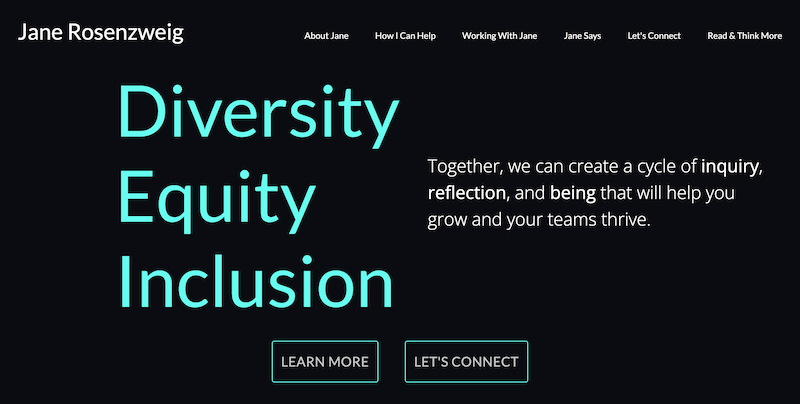 Jane Rosenzweig
About Jane
How I Can Help
Working With Jane
Jane Says
Let's Connect
Read & Think More
Diversity
Equity
Inclusion
Together, we can create a cycle of inquiry,
reflection, and being that will help you
grow and your teams thrive.
LEARN MORE
LET'S CONNECT